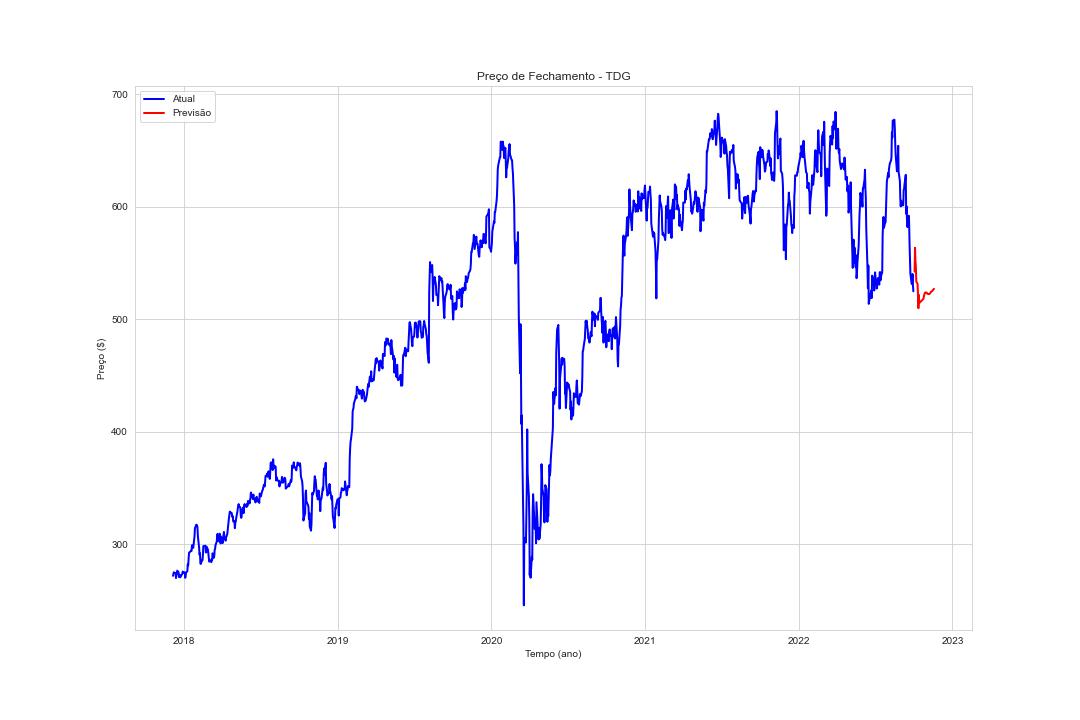 Preço de Fechamento - TDG
Atual
Previsão
700
600
500
400
300
Preço ($)
2018 2019 2020 2021 2022 2023
Tempo (ano)